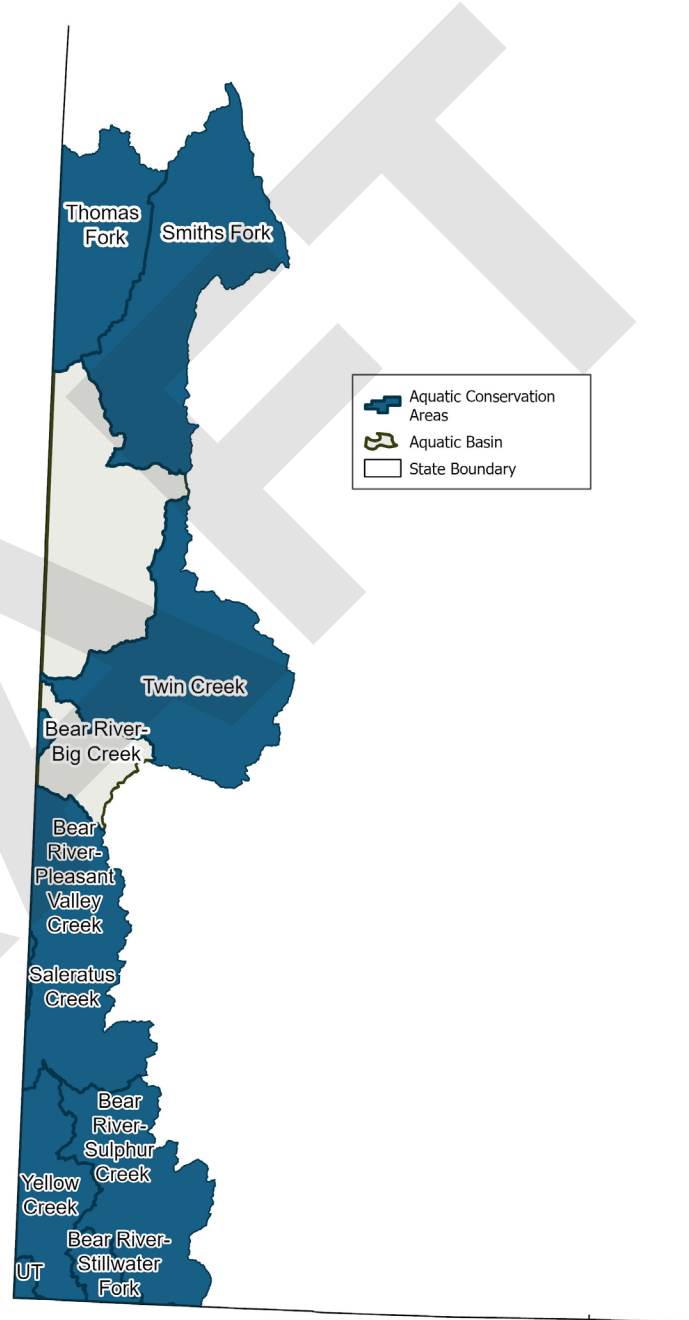 Thomas
Fork
Smiths Fork
Aquatic Conservation
Areas
Aquatic Basin
State Boundary
Twin Creek
Bear River-
Big Creek
Bear
River-
Pleasant
Valley
Creek
Saleratus
Creek
Bear
River-
Sulphur
Creek
Yellow
Creek
Bear River-
Stillwater
Fork
UT